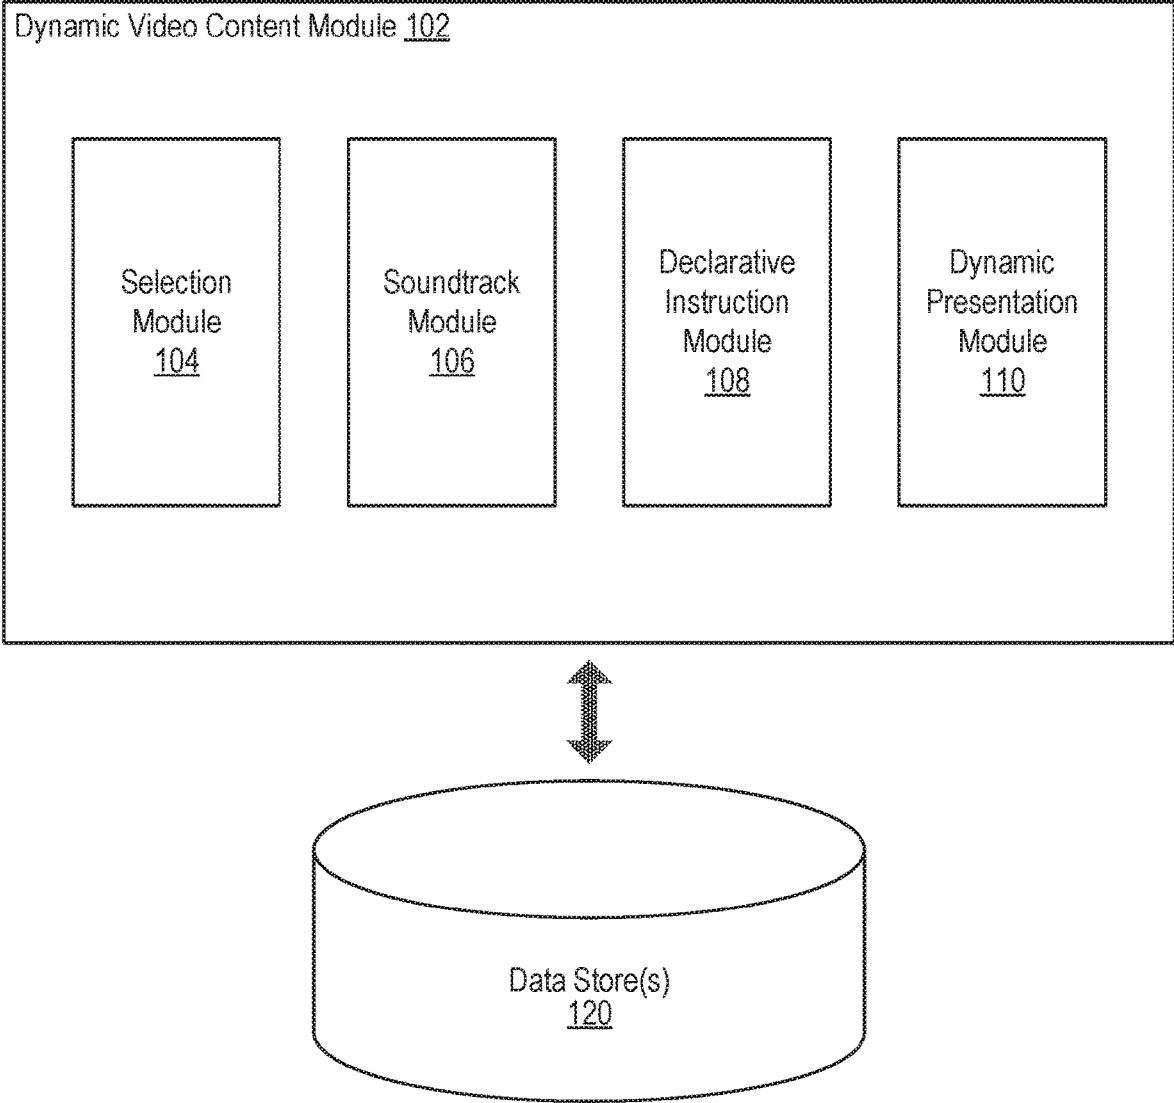 Dynamic Video Content Module 102
Selection
Module
104
Soundtrack
Module
106
Declarative
Instruction
Module
108
Dynamic
Presentation
Module
110
Data Store(s)
120